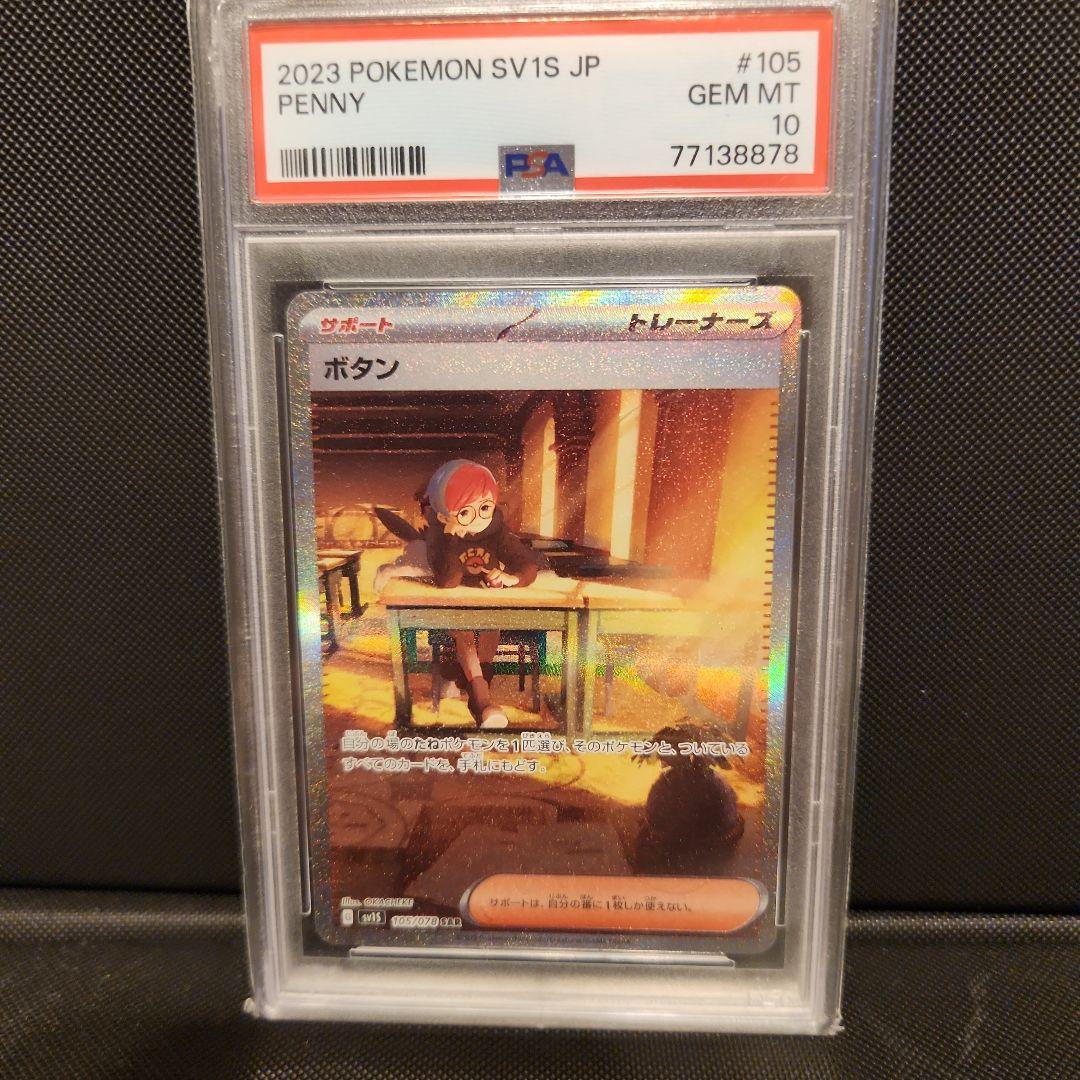 2023 POKEMON SV1S JP #105
PENNY GEM MT
10
PSA 77138878
サポート トレーナーズ
ボタン
自分の場のたねポケモンを1匹選び、そのポケモンと、ついている
すべてのカードを、手札にもどす。
サポートは、自分の番に1枚しか使えない。
Illus. OKACHEKE
G sv1S 105/078 SAR